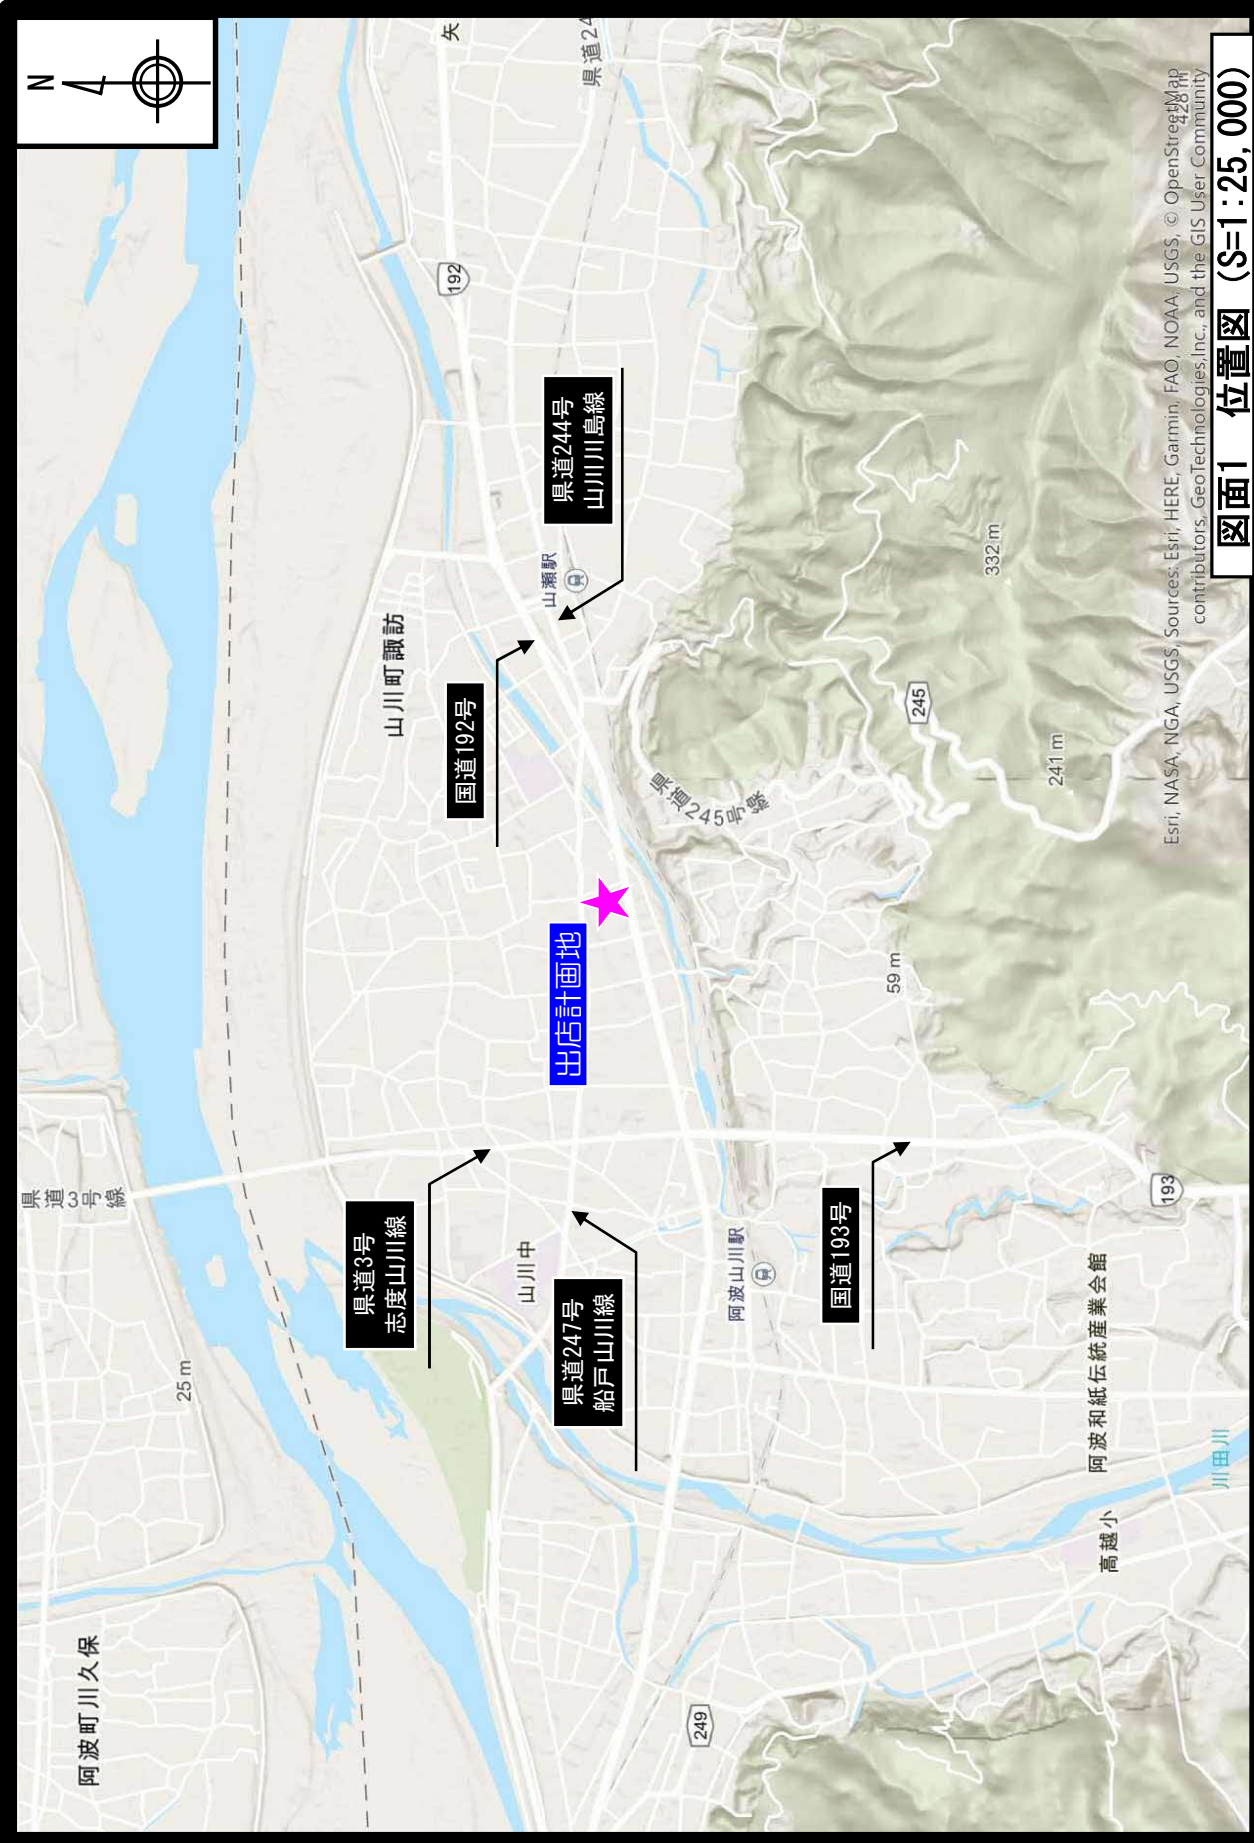 N
矢
県道24
192
県道244号
山川川島線
山瀬駅
山川町諏訪
国道192号
245
県道245号線
332 m
241 m
428 m
出店計画地
59 m
県道3号線
県道3号
志度山川線
山川中
県道247号
船戸山川線
阿波山川駅
国道193号
193
25 m
阿波和紙伝統産業会館
川田川
高越小
阿波町川久保
249
Esri, NASA, NGA, USGS, Sources: Esri, HERE, Garmin, FAO, NOAA, USGS, © OpenStreetMap
contributors, GeoTechnologies,Inc., and the GIS User Community
図面1 位置図 (S=1:25,000)